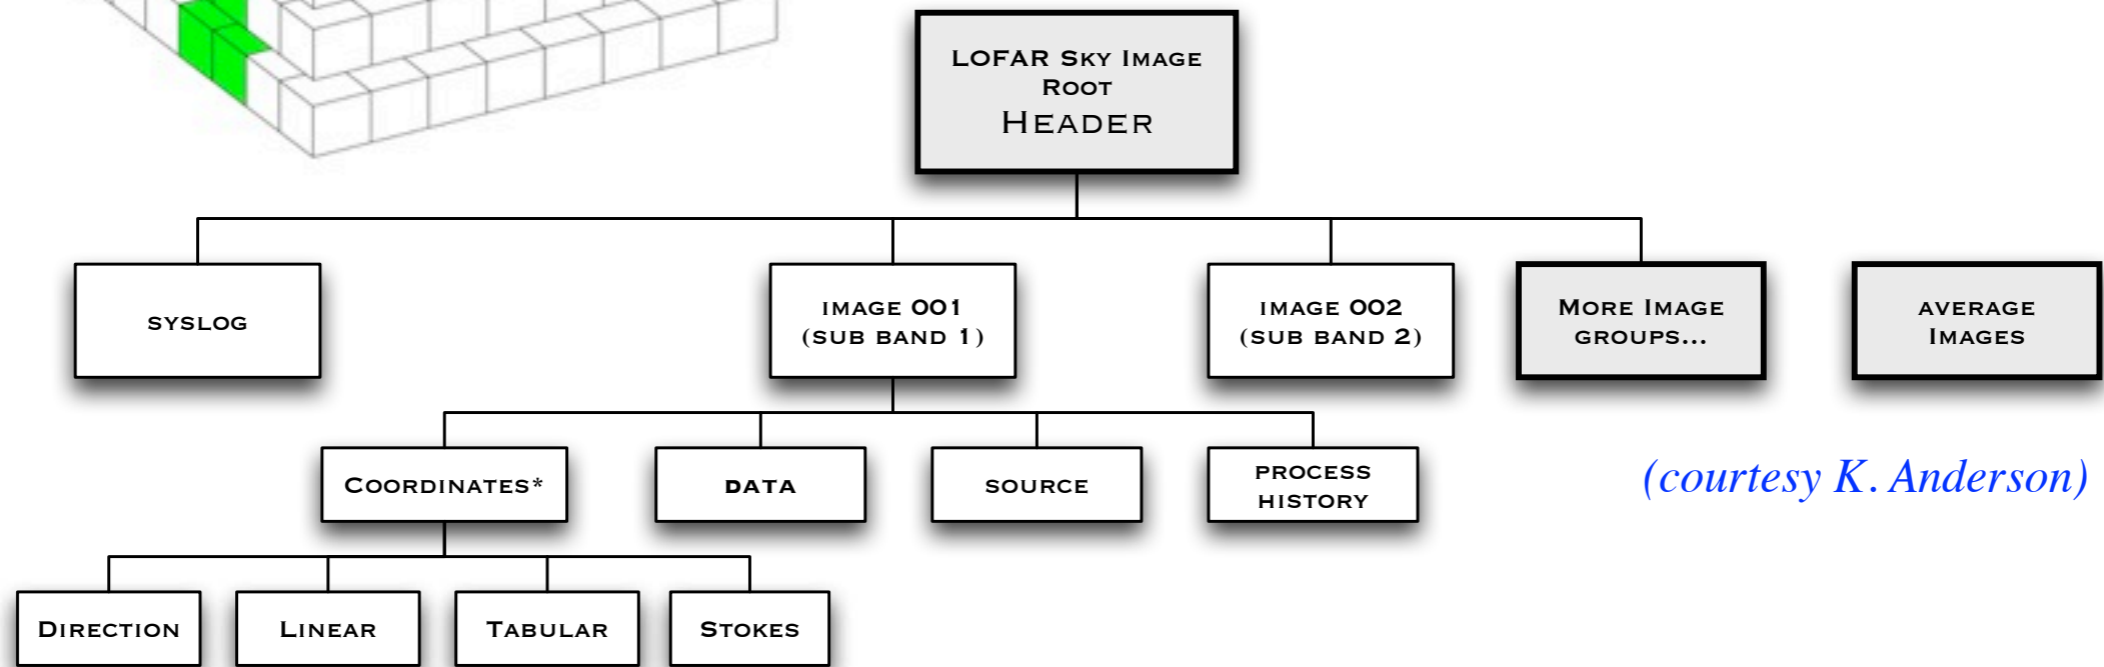 LOFAR Sky Image
Root
Header
syslog
image 001
(sub band 1)
image 002
(sub band 2)
More Image
groups...
average
Images
Coordinates*
data
source
process
history
(courtesy K. Anderson)
Direction
Linear
Tabular
Stokes